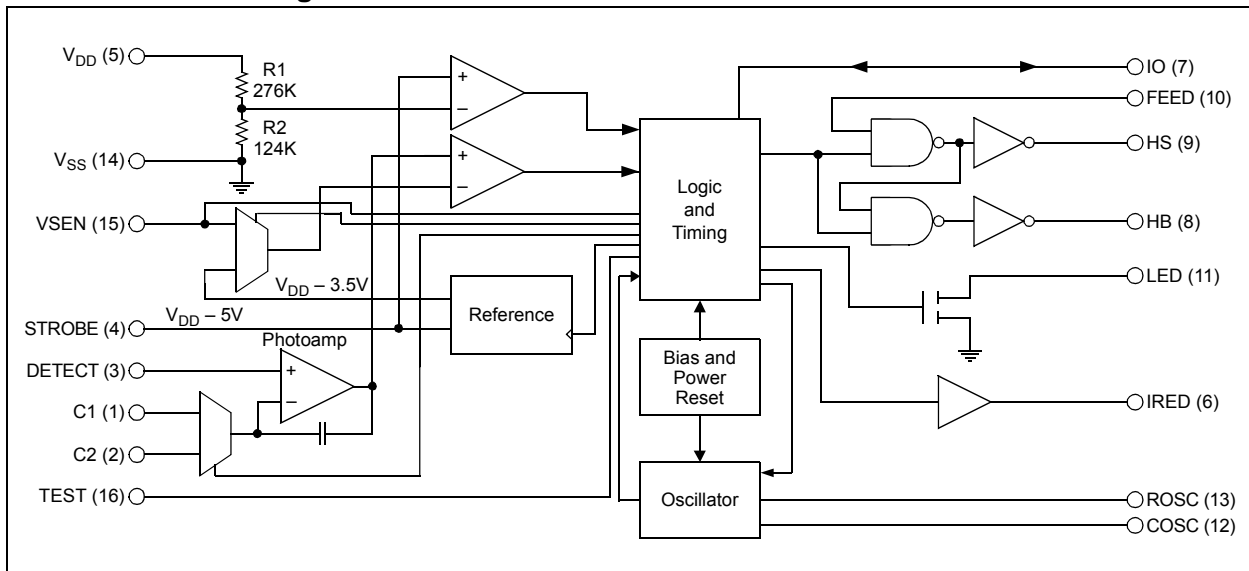 g
V_DD (5)
R1
276K
R2
124K
V_SS (14)
VSEN (15)
V_DD – 3.5V
V_DD – 5V
STROBE (4)
Photoamp
DETECT (3)
C1 (1)
C2 (2)
TEST (16)
+
–
+
–
+
–
Reference
Logic
and
Timing
Bias and
Power
Reset
Oscillator
IO (7)
FEED (10)
HS (9)
HB (8)
LED (11)
IRED (6)
ROSC (13)
COSC (12)